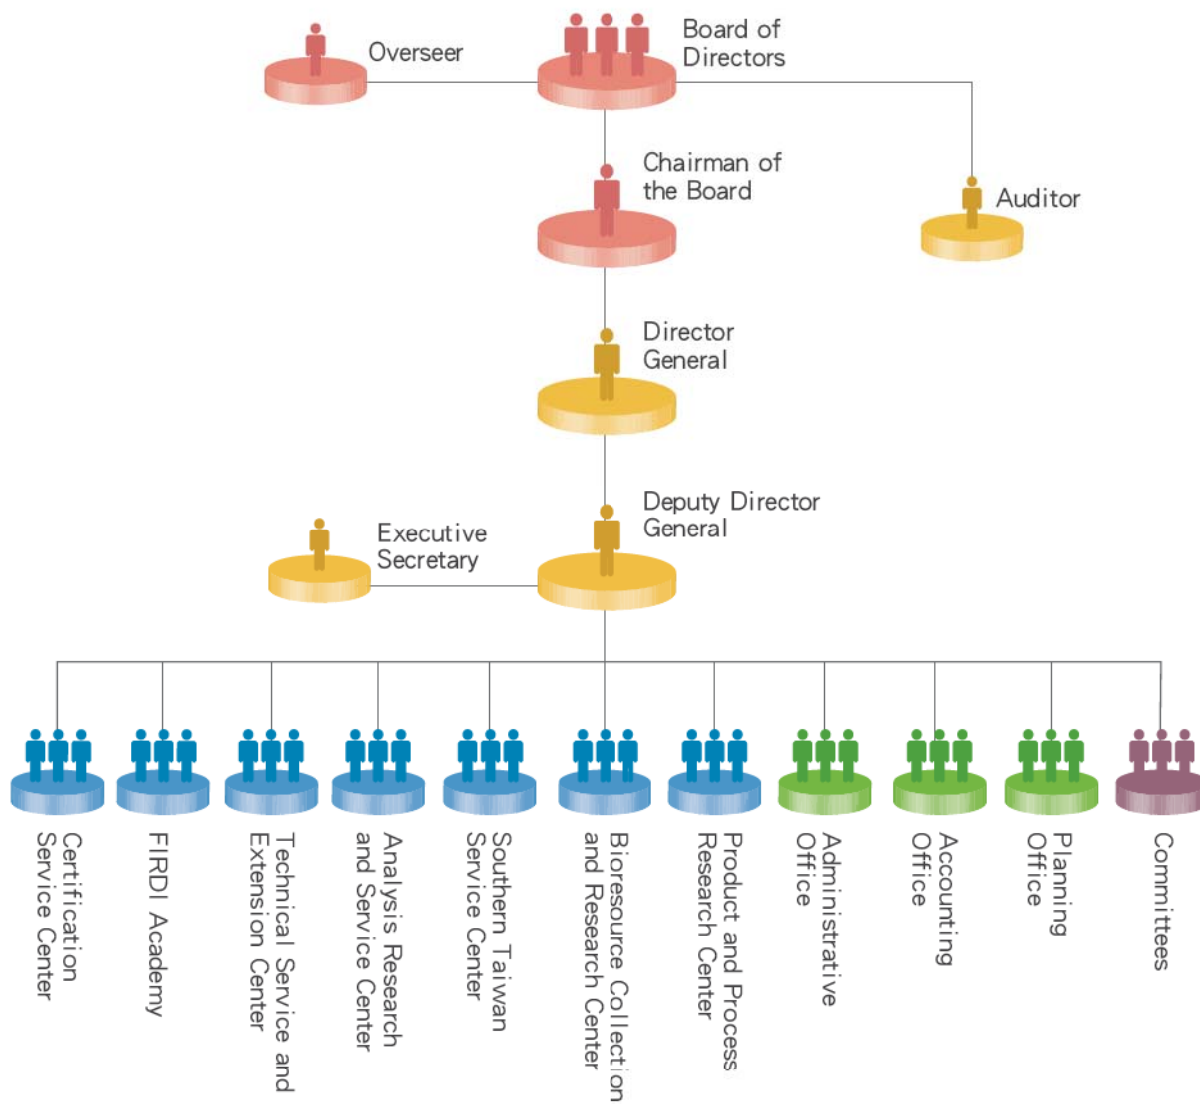 Overseer
Board of
Directors
Chairman of
the Board
Auditor
Director
General
Deputy Director
General
Executive
Secretary
Certification
Service Center
FIRDI Academy
Technical Service and
Extension Center
Analysis Research
and Service Center
Southern Taiwan
Service Center
Bioresource Collection
and Research Center
Product and Process
Research Center
Administrative
Office
Accounting
Office
Planning
Office
Committees